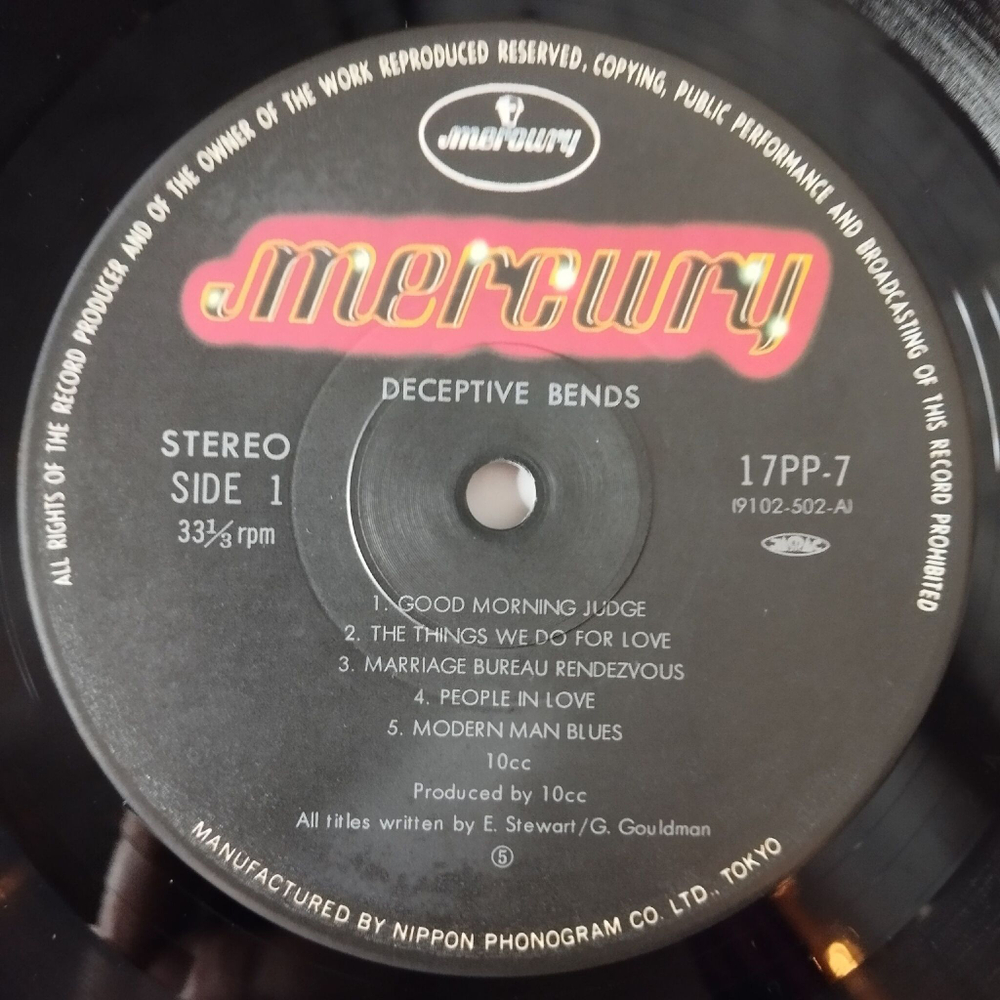 ALL RIGHTS OF THE RECORD PRODUCER AND OF THE OWNER OF THE WORK REPRODUCED RESERVED, COPYING, PUBLIC PERFORMANCE AND BROADCASTING OF THIS RECORD PROHIBITED
mercury
mercury
DECEPTIVE BENDS
STEREO
SIDE 1
33⅓ rpm
17PP-7
(9102-502-A)
1. GOOD MORNING JUDGE
2. THE THINGS WE DO FOR LOVE
3. MARRIAGE BUREAU RENDEZVOUS
4. PEOPLE IN LOVE
5. MODERN MAN BLUES
10cc
Produced by 10cc
All titles written by E. Stewart/G. Gouldman
⑤
MANUFACTURED BY NIPPON PHONOGRAM CO. LTD., TOKYO